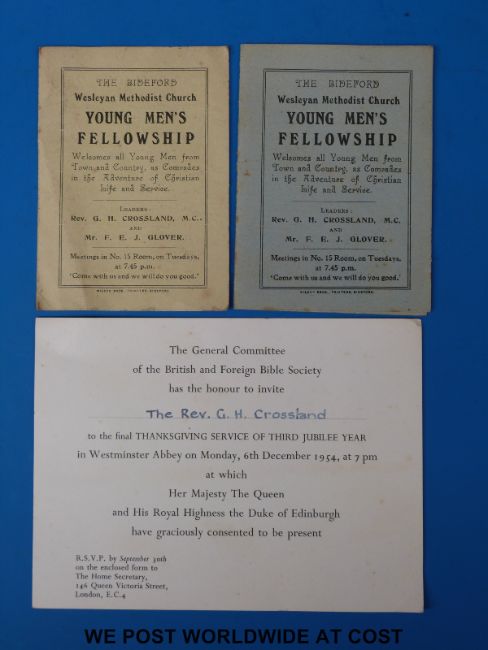 THE BIDEFORD
Wesleyan Methodist Church
YOUNG MEN'S
FELLOWSHIP
Welcomes all Young Men from
Town and Country, as Comrades
in the Adventure of Christian
Life and Service.
LEADERS:
Rev. G. H. CROSSLAND, M.C.
AND
Mr. F. E. J. GLOVER.
Meetings in No. 15 Room, on Tuesdays,
at 7.45 p.m.
'Come with us and we will do you good.'
THE BIDEFORD
Wesleyan Methodist Church
YOUNG MEN'S
FELLOWSHIP
Welcomes all Young Men from
Town and Country, as Comrades
in the Adventure of Christian
Life and Service.
LEADERS:
Rev. G. H. CROSSLAND, M.C.
AND
Mr. F. E. J. GLOVER.
Meetings in No. 15 Room, on Tuesdays,
at 7.45 p.m.
'Come with us and we will do you good.'
The General Committee
of the British and Foreign Bible Society
has the honour to invite
The Rev. G. H. Crossland
to the final THANKSGIVING SERVICE OF THIRD JUBILEE YEAR
in Westminster Abbey on Monday, 6th December 1954, at 7 pm
at which
Her Majesty The Queen
and His Royal Highness the Duke of Edinburgh
have graciously consented to be present
R.S.V.P. by September 30th
on the enclosed form to
The Home Secretary,
146 Queen Victoria Street,
London, E.C.4
WE POST WORLDWIDE AT COST